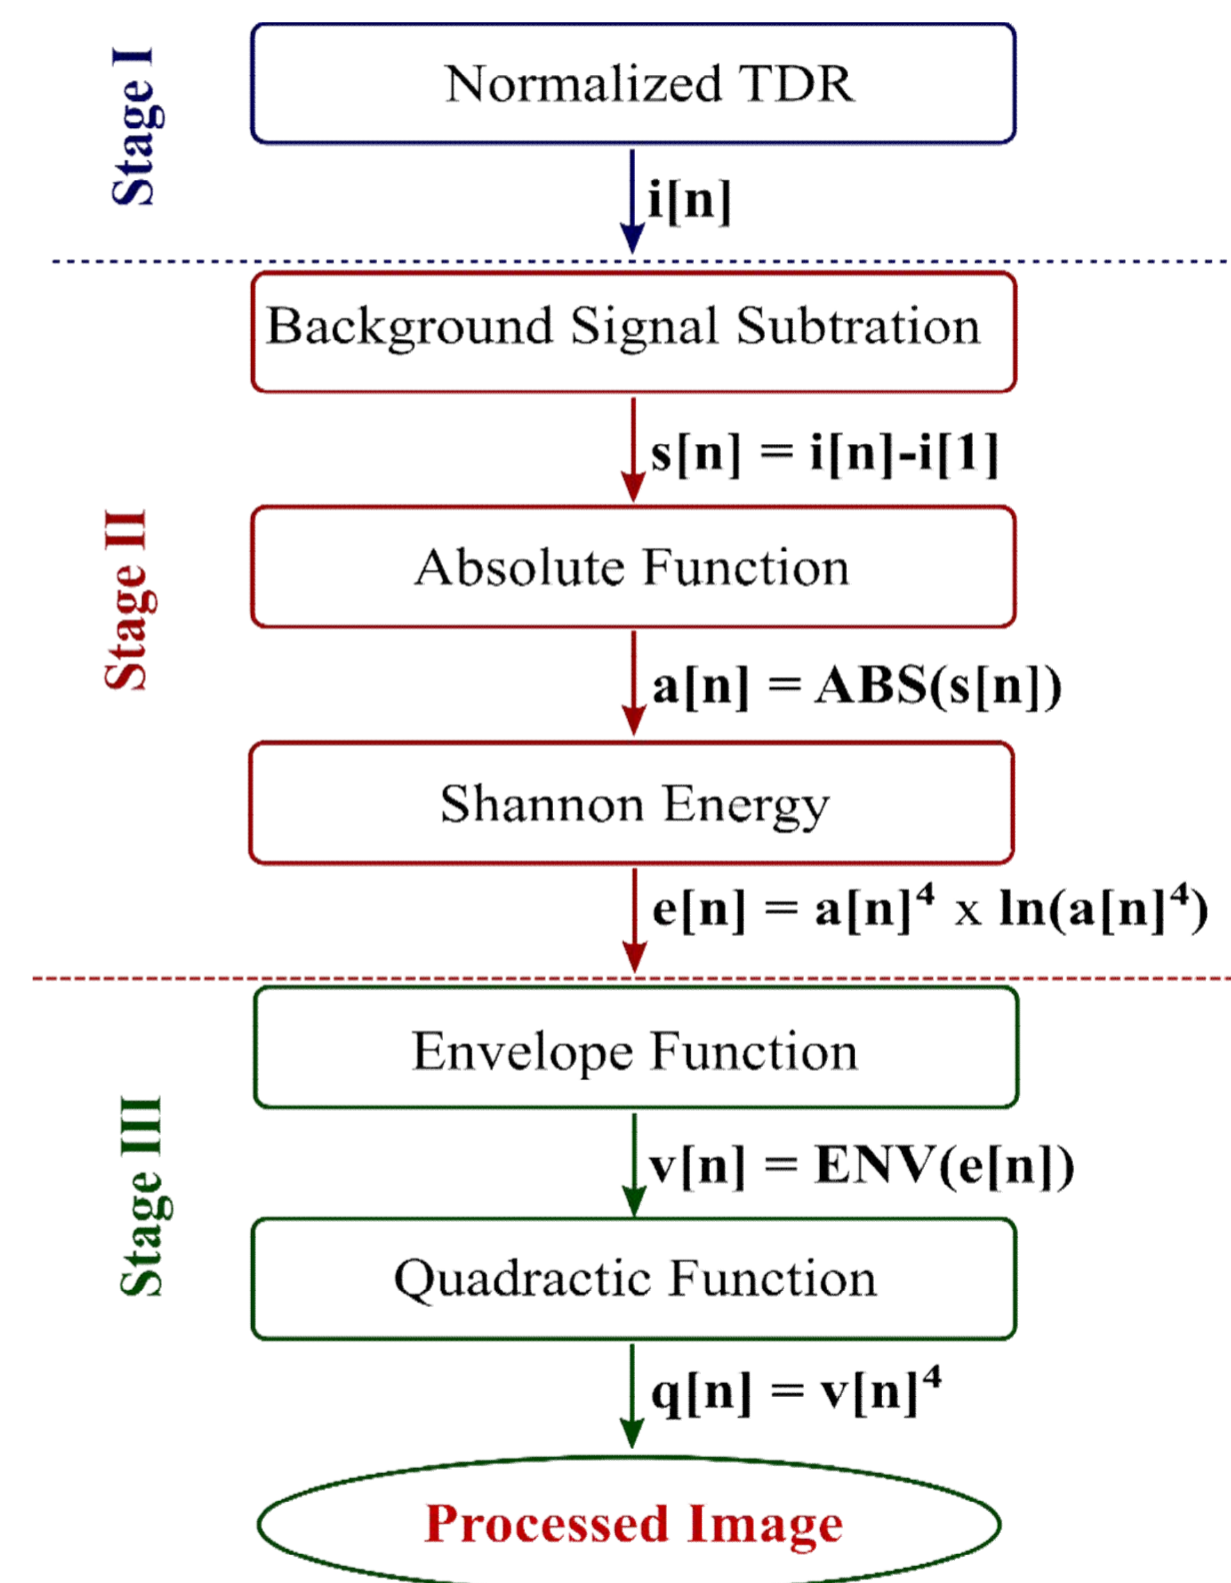 Stage I
Normalized TDR
i[n]
Stage II
Background Signal Subtration
s[n] = i[n]-i[1]
Absolute Function
a[n] = ABS(s[n])
Shannon Energy
e[n] = a[n]⁴ x ln(a[n]⁴)
Stage III
Envelope Function
v[n] = ENV(e[n])
Quadractic Function
q[n] = v[n]⁴
Processed Image